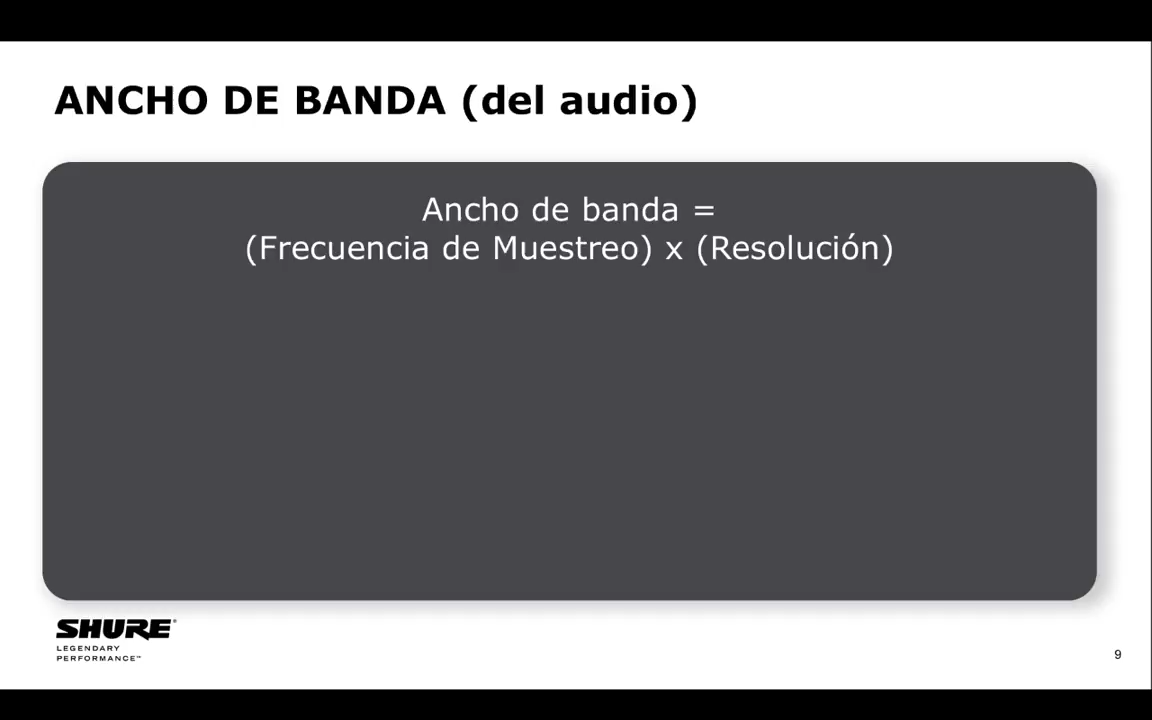 ANCHO DE BANDA (del audio)
Ancho de banda =
(Frecuencia de Muestreo) x (Resolución)
SHURE®
LEGENDARY
PERFORMANCE™
9